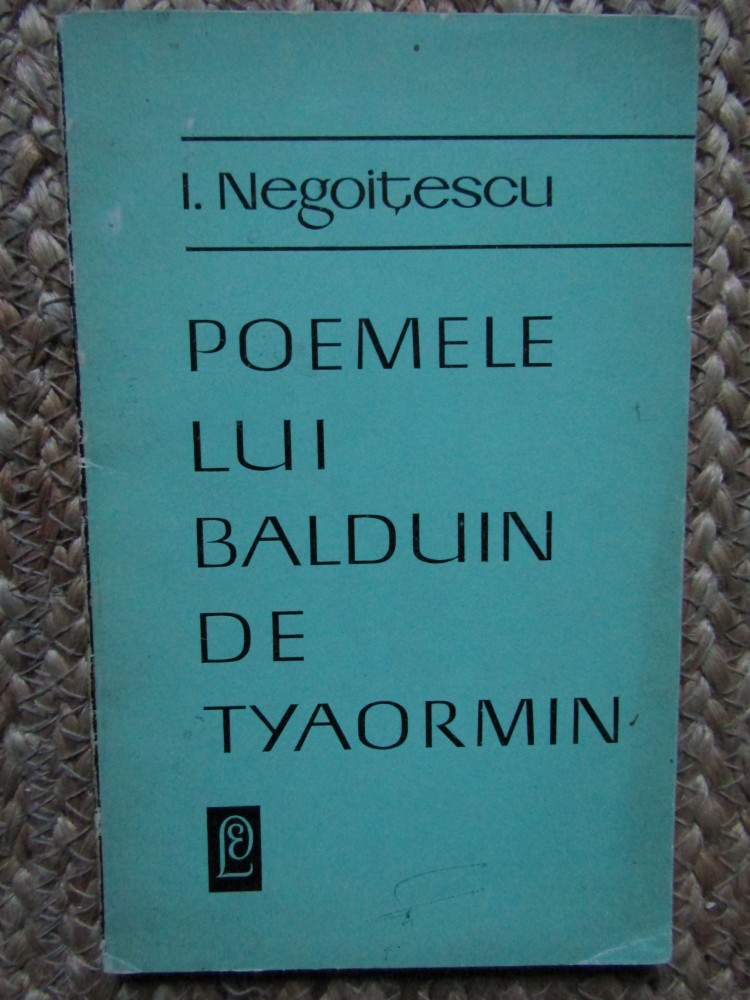 I. Negoițescu
POEMELE
LUI
BALDUIN
DE
TYAORMIN